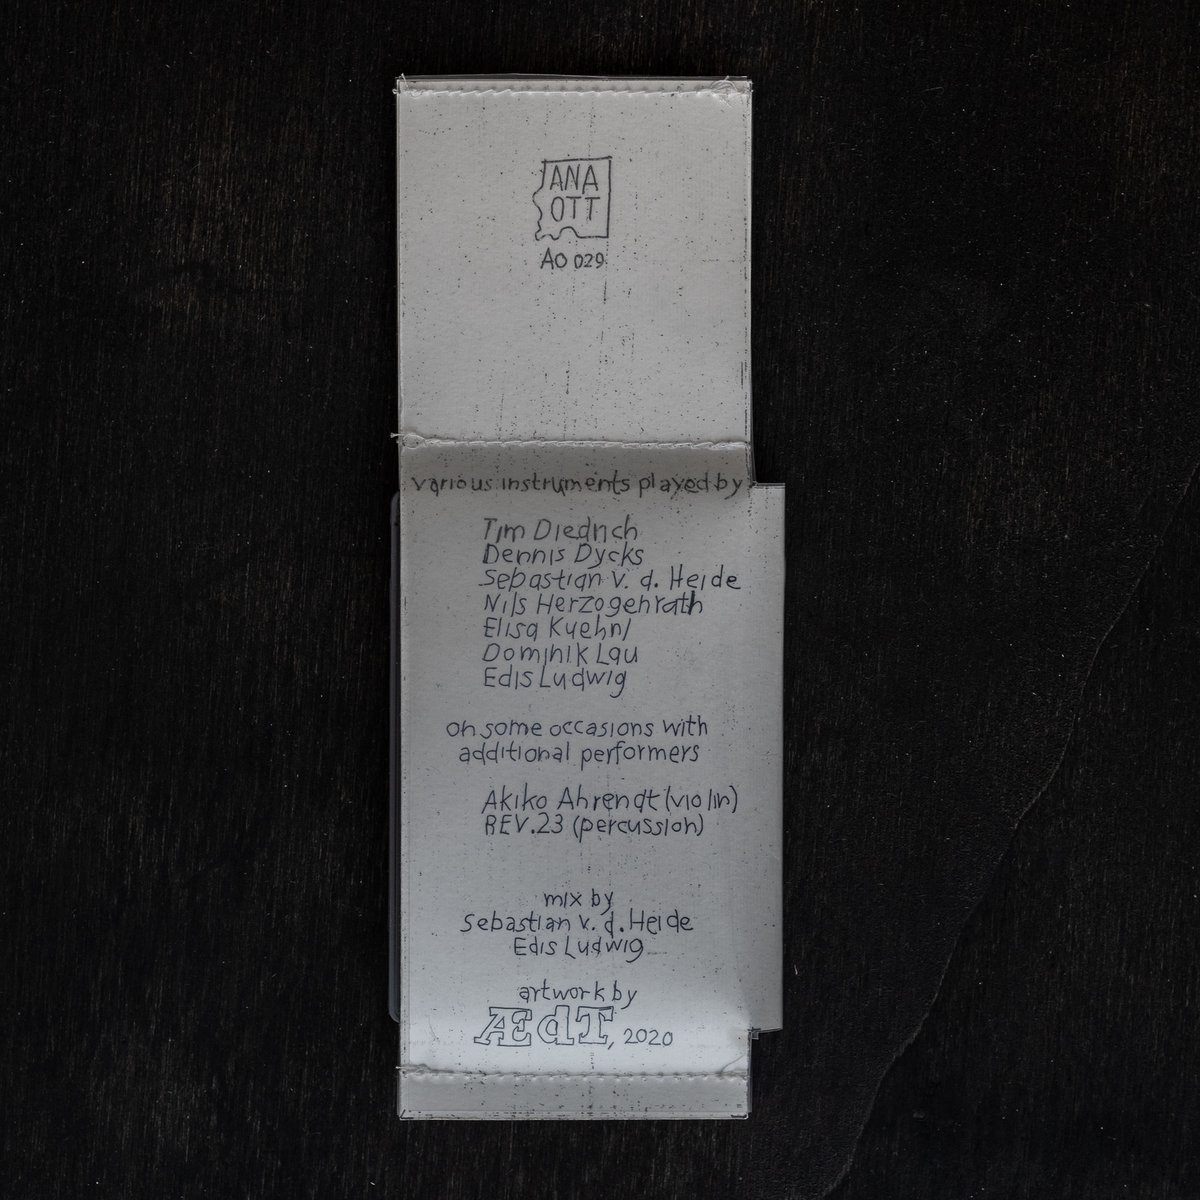 ANA
OTT
AO 029
various instruments played by
Tim Diedrich
Dennis Dycks
Sebastian v. d. Heide
Nils Herzogenrath
Elisa Kuehnl
Dominik Lau
Edis Ludwig
on some occasions with
additional performers
Akiko Ahrendt (violin)
REV.23 (percussion)
mix by
Sebastian v. d. Heide
Edis Ludwig
artwork by
ÆdT, 2020